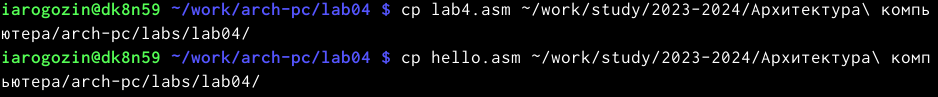 iarogozin@dk8n59 ~/work/arch-pc/lab04 $ cp lab4.asm ~/work/study/2023-2024/Архитектура\ компь
ютера/arch-pc/labs/lab04/
iarogozin@dk8n59 ~/work/arch-pc/lab04 $ cp hello.asm ~/work/study/2023-2024/Архитектура\ комп
ьютера/arch-pc/labs/lab04/